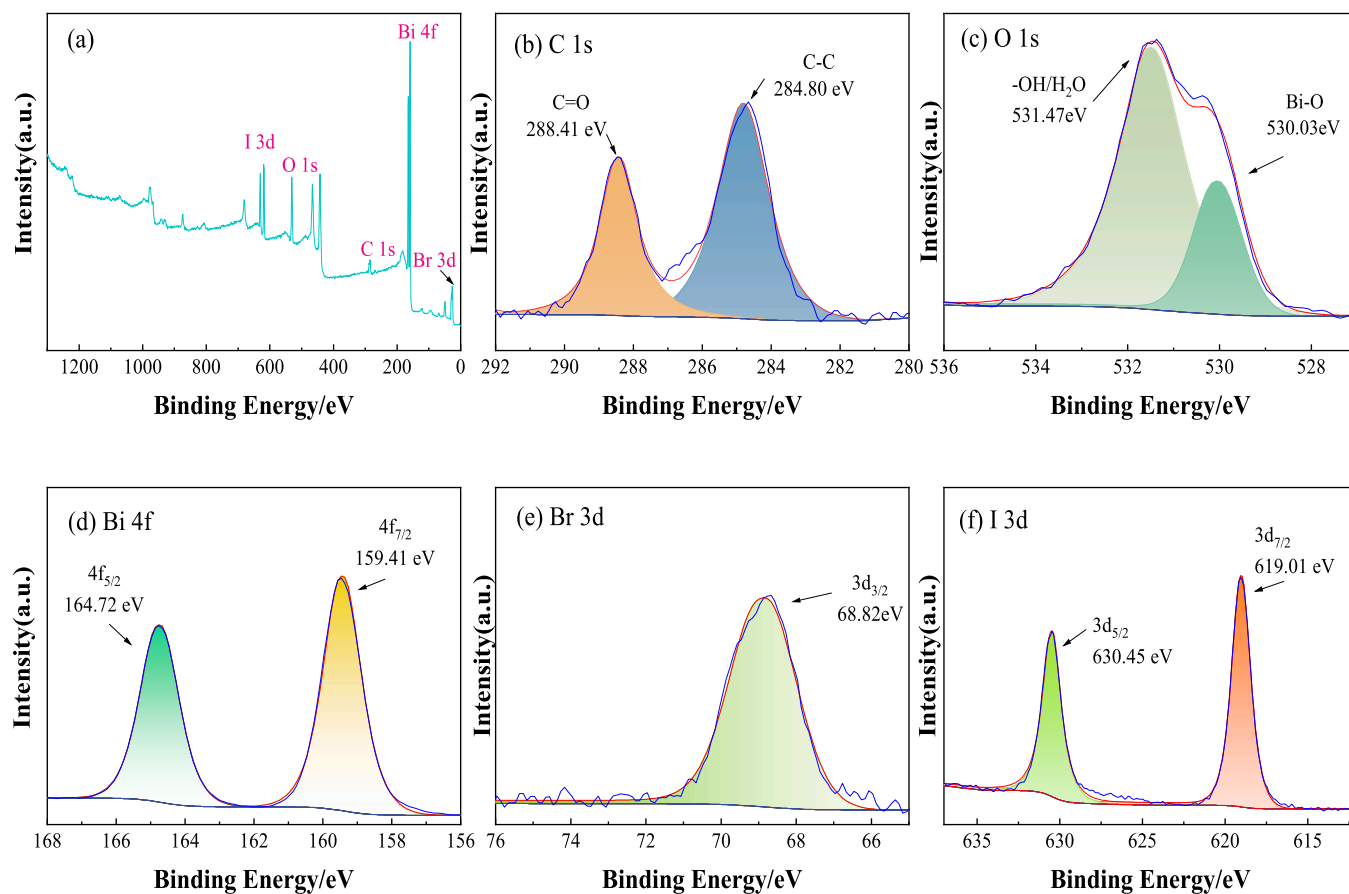 (a)
Bi 4f
I 3d
O 1s
C 1s
Br 3d
Intensity(a.u.)
1200 1000 800 600 400 200 0
Binding Energy/eV
(b) C 1s
C-C
284.80 eV
C=O
288.41 eV
Intensity(a.u.)
292 290 288 286 284 282 280
Binding Energy/eV
(c) O 1s
-OH/H2O
531.47eV
Bi-O
530.03eV
Intensity(a.u.)
536 534 532 530 528
Binding Energy/eV
(d) Bi 4f
4f7/2
159.41 eV
4f5/2
164.72 eV
Intensity(a.u.)
168 166 164 162 160 158 156
Binding Energy/eV
(e) Br 3d
3d3/2
68.82eV
Intensity(a.u.)
76 74 72 70 68 66
Binding Energy/eV
(f) I 3d
3d7/2
619.01 eV
3d5/2
630.45 eV
Intensity(a.u.)
635 630 625 620 615
Binding Energy/eV